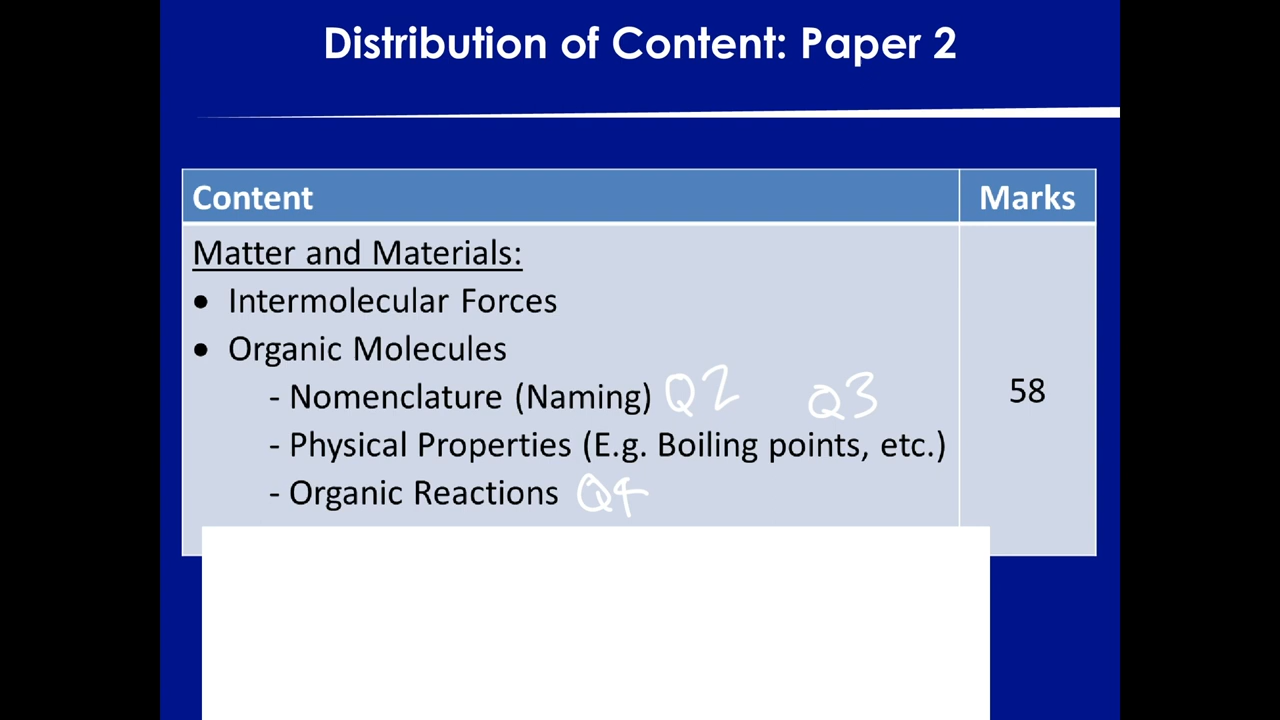 Distribution of Content: Paper 2
Content Marks
Matter and Materials:
• Intermolecular Forces
• Organic Molecules
- Nomenclature (Naming) Q2 Q3
58
- Physical Properties (E.g. Boiling points, etc.)
- Organic Reactions Q4